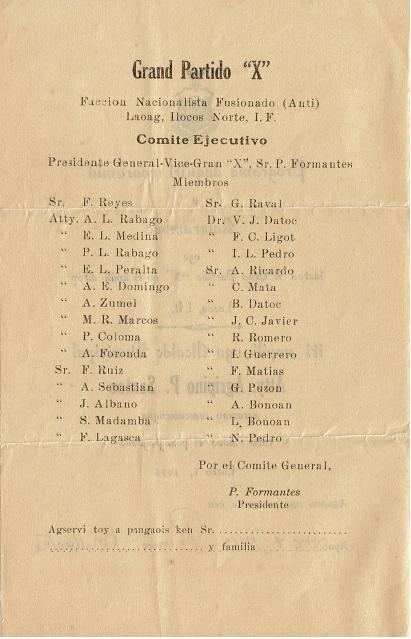 Grand Partido “X”
Faccion Nacionalista Fusionado (Anti)
Laoag, Ilocos Norte, I. F.
Comite Ejecutivo
Presidente General-Vice-Gran “X”, Sr. P. Formantes
Miembros
Sr. F. Reyes
Atty. A. L. Rabago
“ E. L. Medina
“ P. L. Rabago
“ E. L. Peralta
“ A. E. Domingo
“ A. Zumel
“ M. R. Marcos
“ P. Coloma
“ A. Foronda
Sr. F. Ruiz
“ A. Sebastian
“ J. Albano
“ S. Madamba
“ F. Lagasca
Sr. G. Raval
Dr. V. J. Datoc
“ F. C. Ligot
“ I. L. Pedro
Sr. A. Ricardo
“ C. Mata
“ B. Datoc
“ J. C. Javier
“ R. Romero
“ I. Guerrero
“ F. Matias
“ G. Puzon
“ A. Bonoan
“ L. Bonoan
“ N. Pedro
Por el Comite General,
P. Formantes
Presidente
Agservi toy a pangaois ken Sr. ........................
............................ y familia